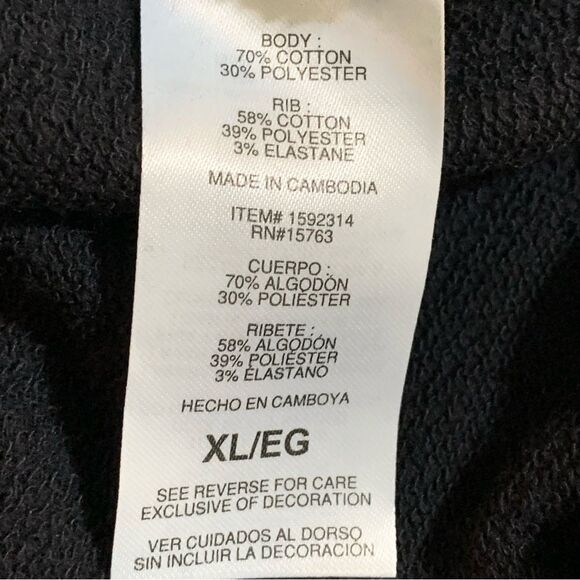 BODY :
70% COTTON
30% POLYESTER
RIB :
58% COTTON
39% POLYESTER
3% ELASTANE
MADE IN CAMBODIA
ITEM# 1592314
RN#15763
CUERPO :
70% ALGODÓN
30% POLIÉSTER
RIBETE :
58% ALGODÓN
39% POLIÉSTER
3% ELASTANO
HECHO EN CAMBOYA
XL/EG
SEE REVERSE FOR CARE
EXCLUSIVE OF DECORATION
VER CUIDADOS AL DORSO
SIN INCLUIR LA DECORACIÓN